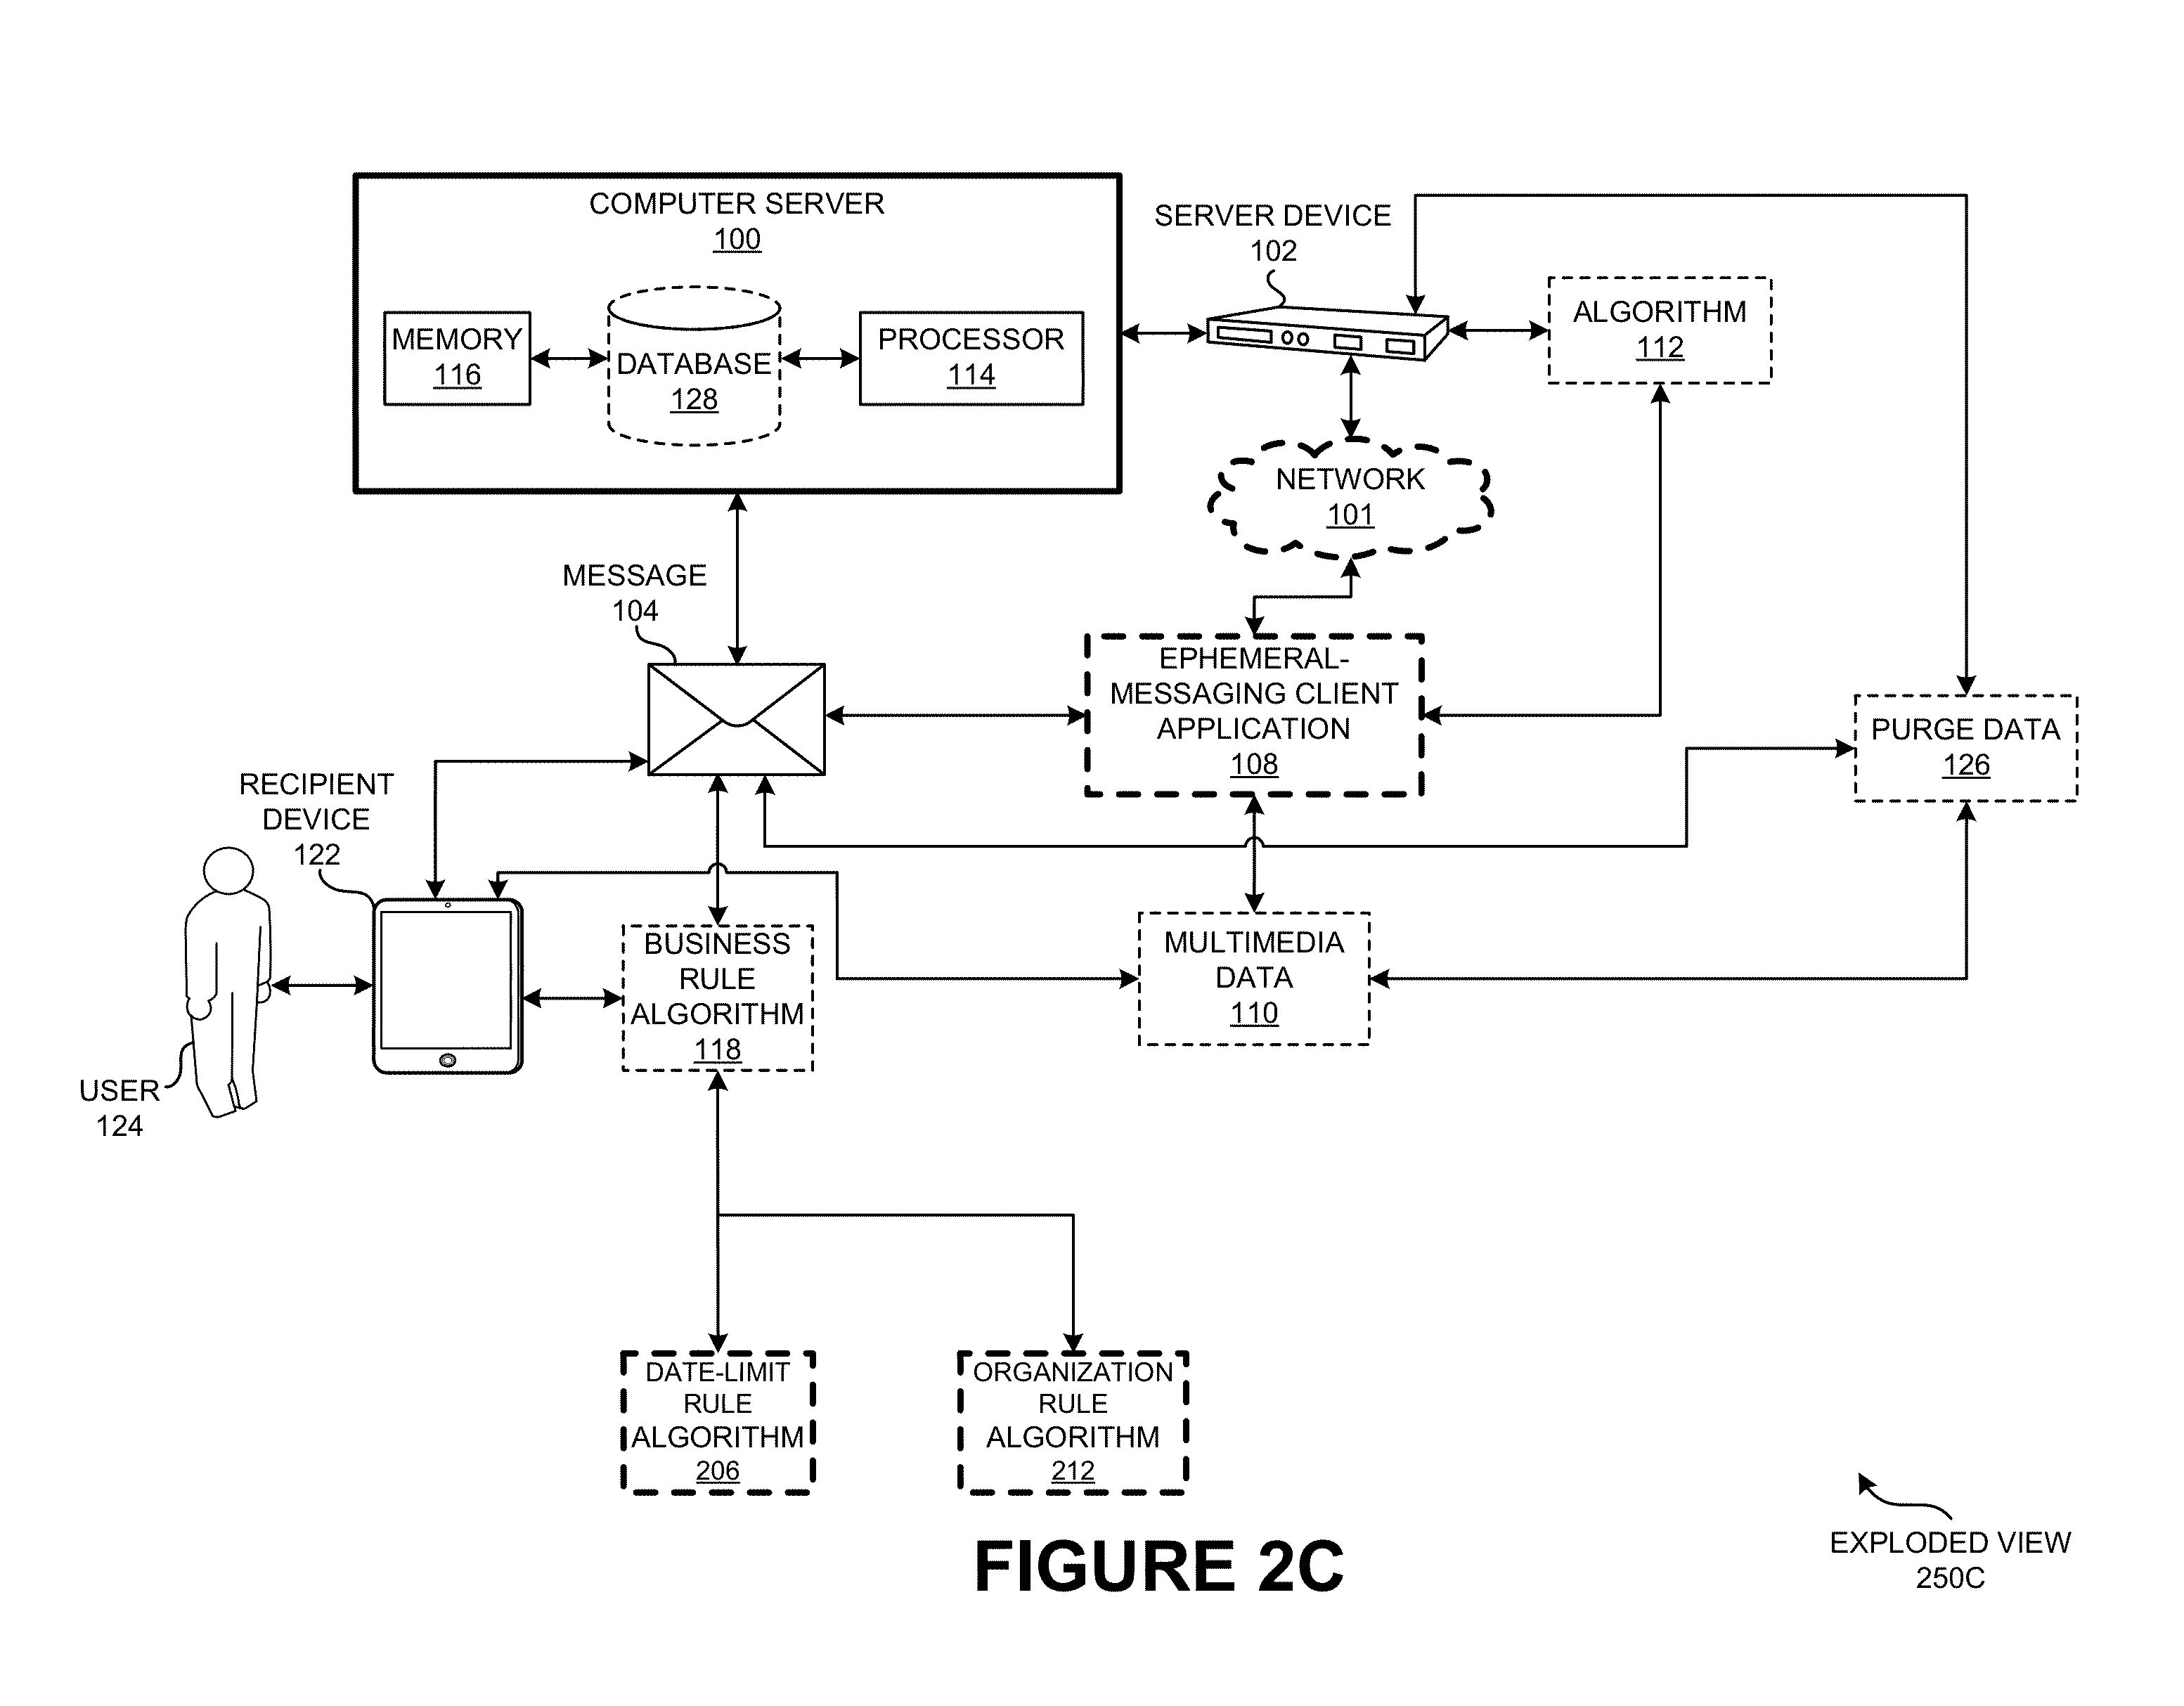 COMPUTER SERVER
100
MEMORY
116
DATABASE
128
PROCESSOR
114
SERVER DEVICE
102
ALGORITHM
112
NETWORK
101
MESSAGE
104
EPHEMERAL-
MESSAGING CLIENT
APPLICATION
108
PURGE DATA
126
RECIPIENT
DEVICE
122
USER
124
BUSINESS
RULE
ALGORITHM
118
MULTIMEDIA
DATA
110
DATE-LIMIT
RULE
ALGORITHM
206
ORGANIZATION
RULE
ALGORITHM
212
EXPLODED VIEW
250C
FIGURE 2C